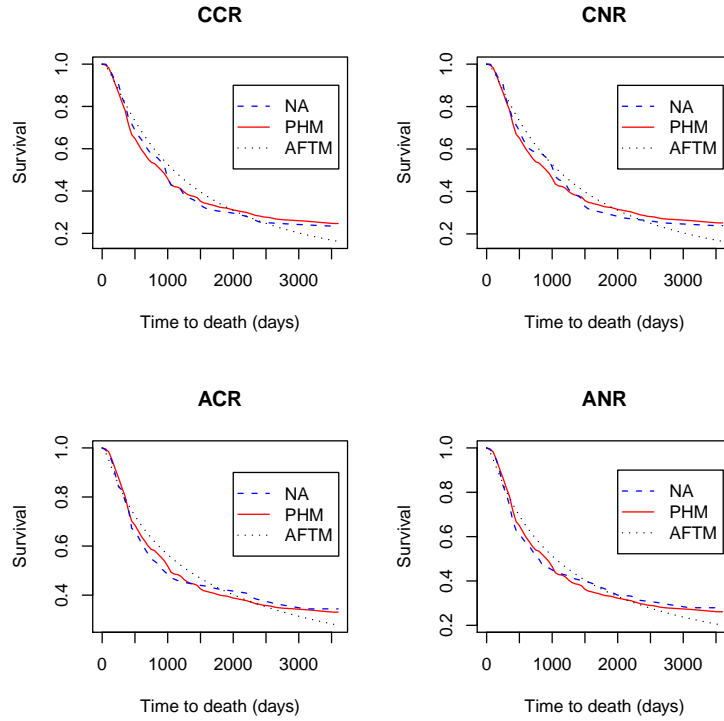 CCR
Survival
1.0
0.8
0.6
0.4
0.2
NA
PHM
AFTM
0 1000 2000 3000
Time to death (days)
CNR
Survival
1.0
0.8
0.6
0.4
0.2
NA
PHM
AFTM
0 1000 2000 3000
Time to death (days)
ACR
Survival
1.0
0.8
0.6
0.4
NA
PHM
AFTM
0 1000 2000 3000
Time to death (days)
ANR
Survival
1.0
0.8
0.6
0.4
0.2
NA
PHM
AFTM
0 1000 2000 3000
Time to death (days)